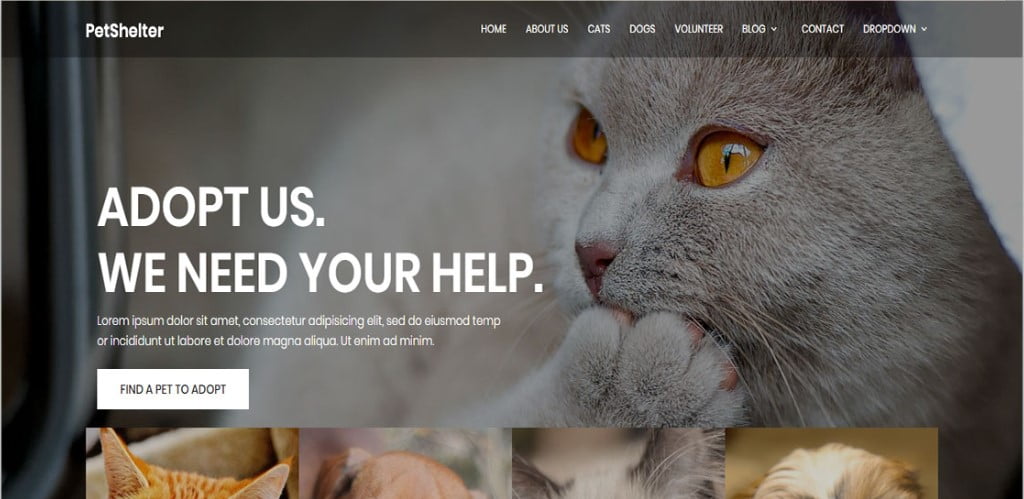 PetShelter
HOME ABOUT US CATS DOGS VOLUNTEER BLOG CONTACT DROPDOWN
ADOPT US.
WE NEED YOUR HELP.
Lorem ipsum dolor sit amet, consectetur adipisicing elit, sed do eiusmod temp
or incididunt ut labore et dolore magna aliqua. Ut enim ad minim.
FIND A PET TO ADOPT